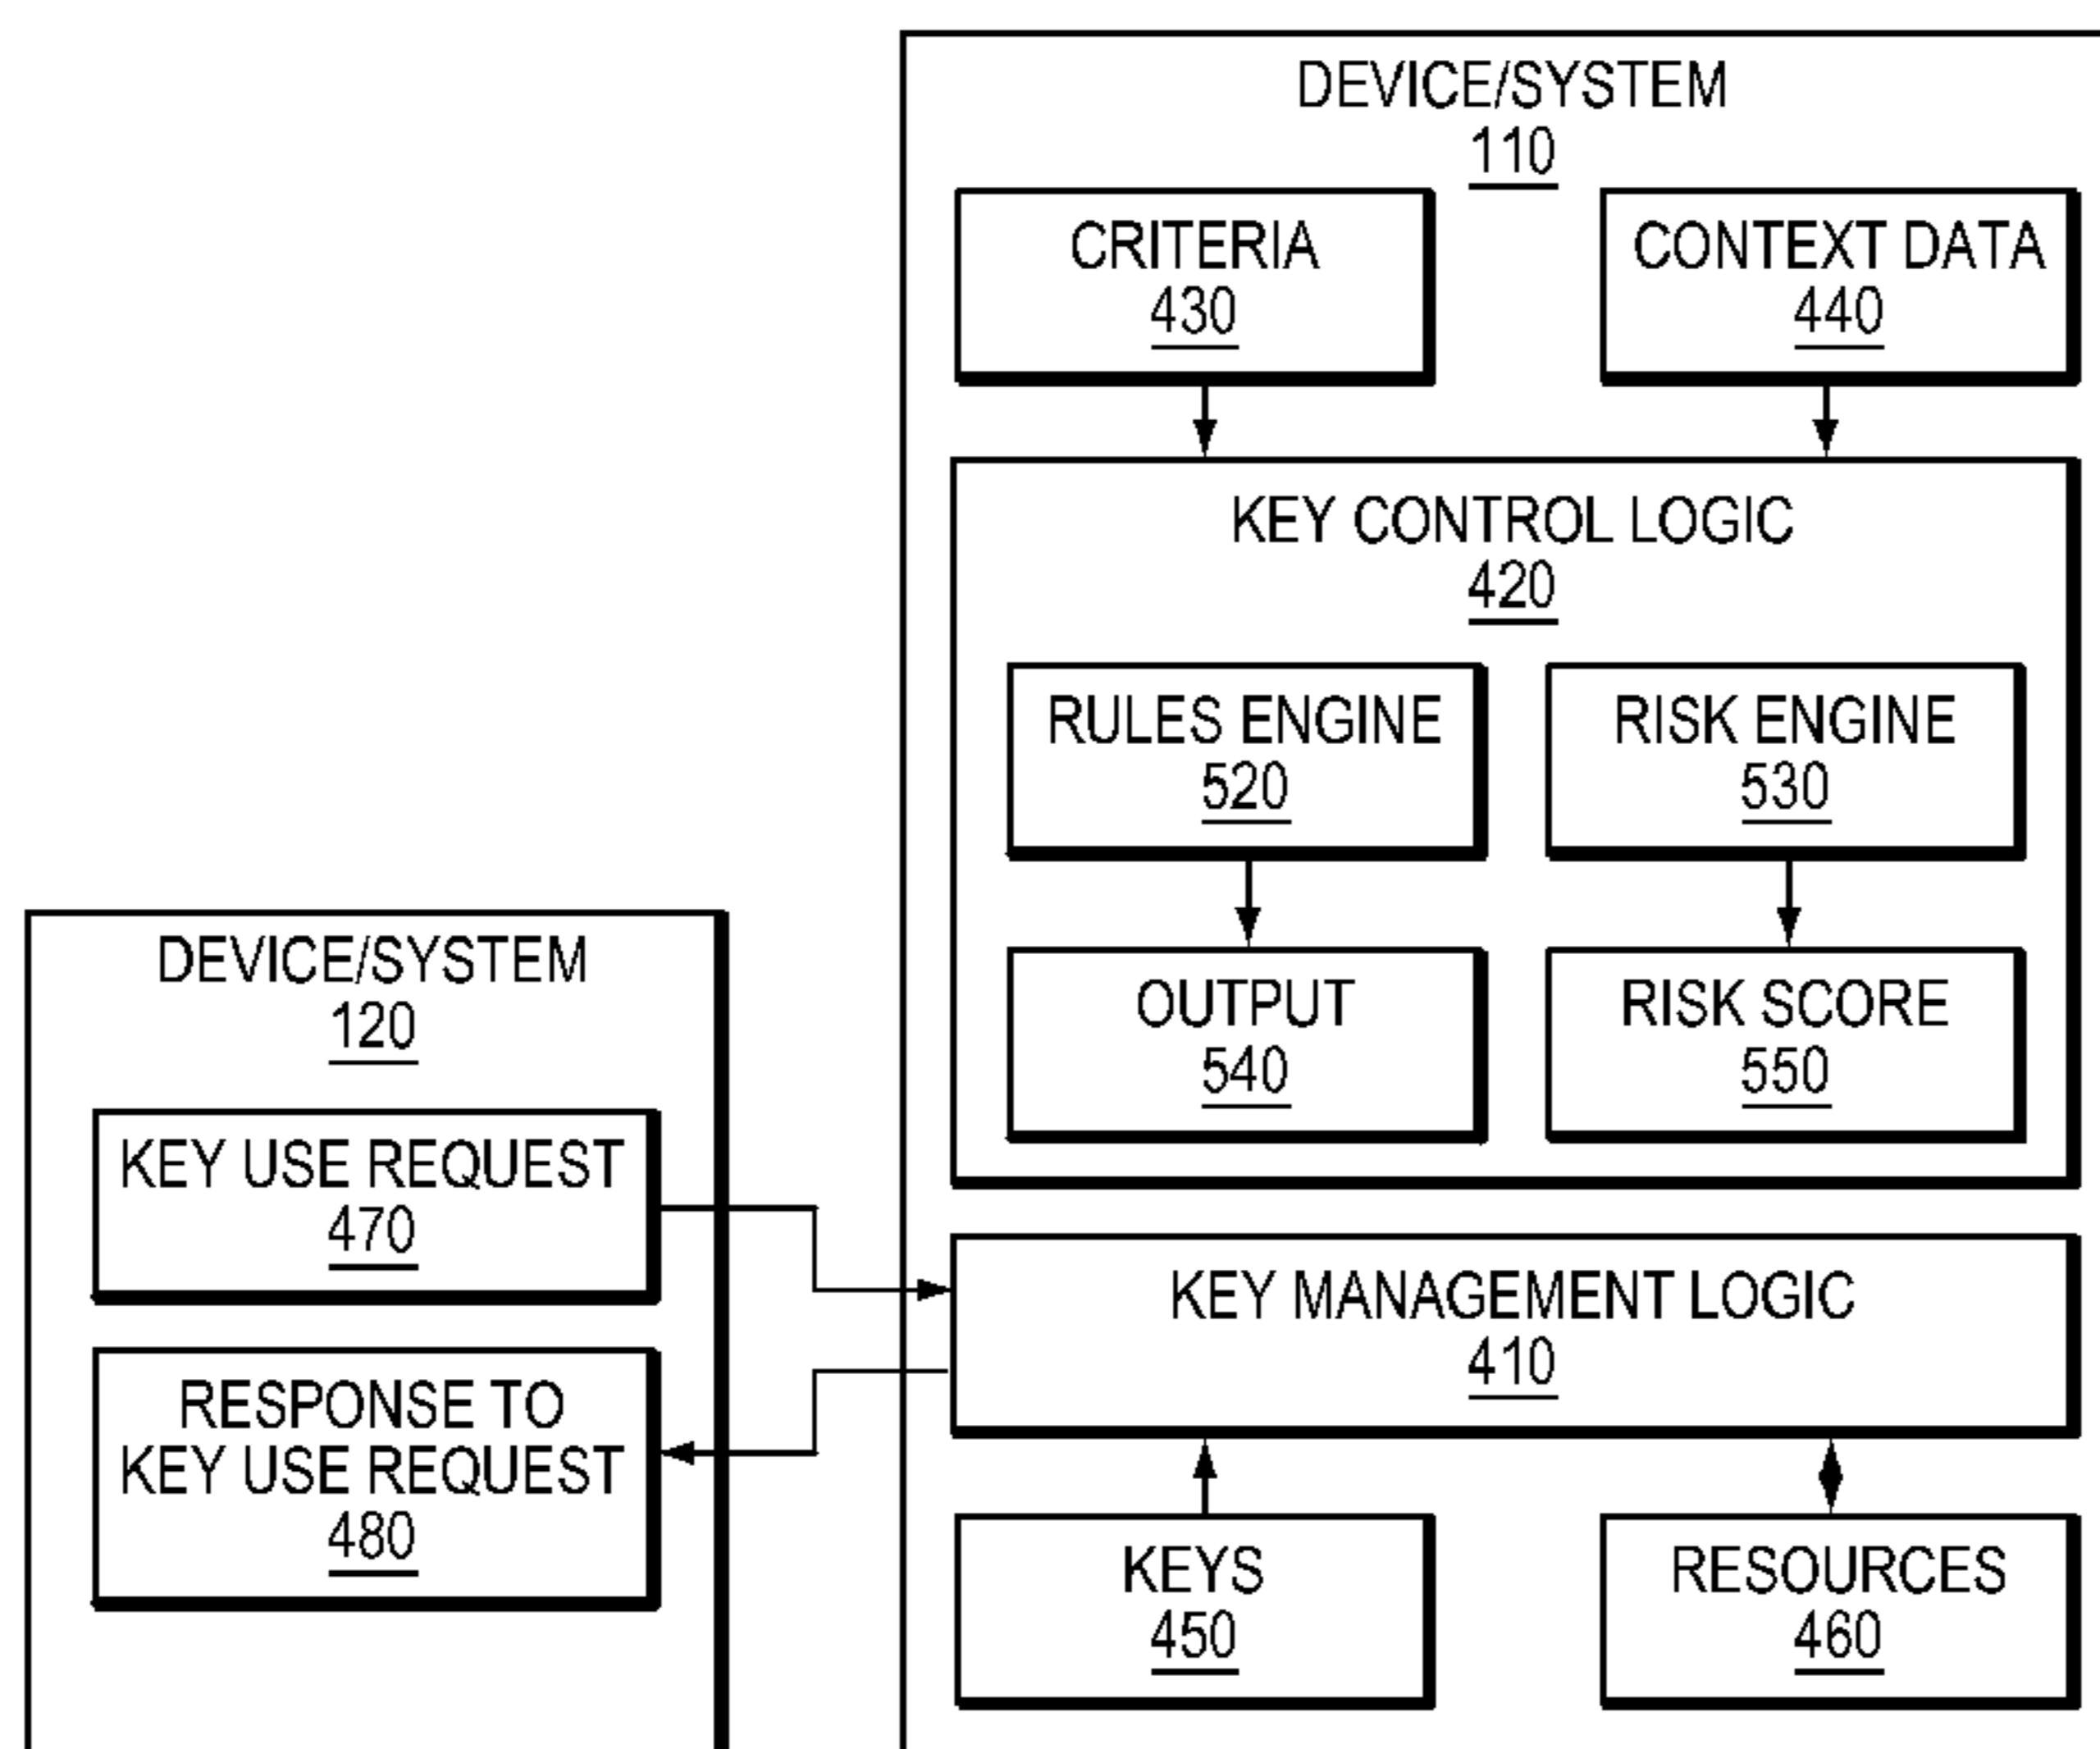 DEVICE/SYSTEM
110
CRITERIA
430
CONTEXT DATA
440
KEY CONTROL LOGIC
420
RULES ENGINE
520
RISK ENGINE
530
OUTPUT
540
RISK SCORE
550
DEVICE/SYSTEM
120
KEY USE REQUEST
470
RESPONSE TO
KEY USE REQUEST
480
KEY MANAGEMENT LOGIC
410
KEYS
450
RESOURCES
460